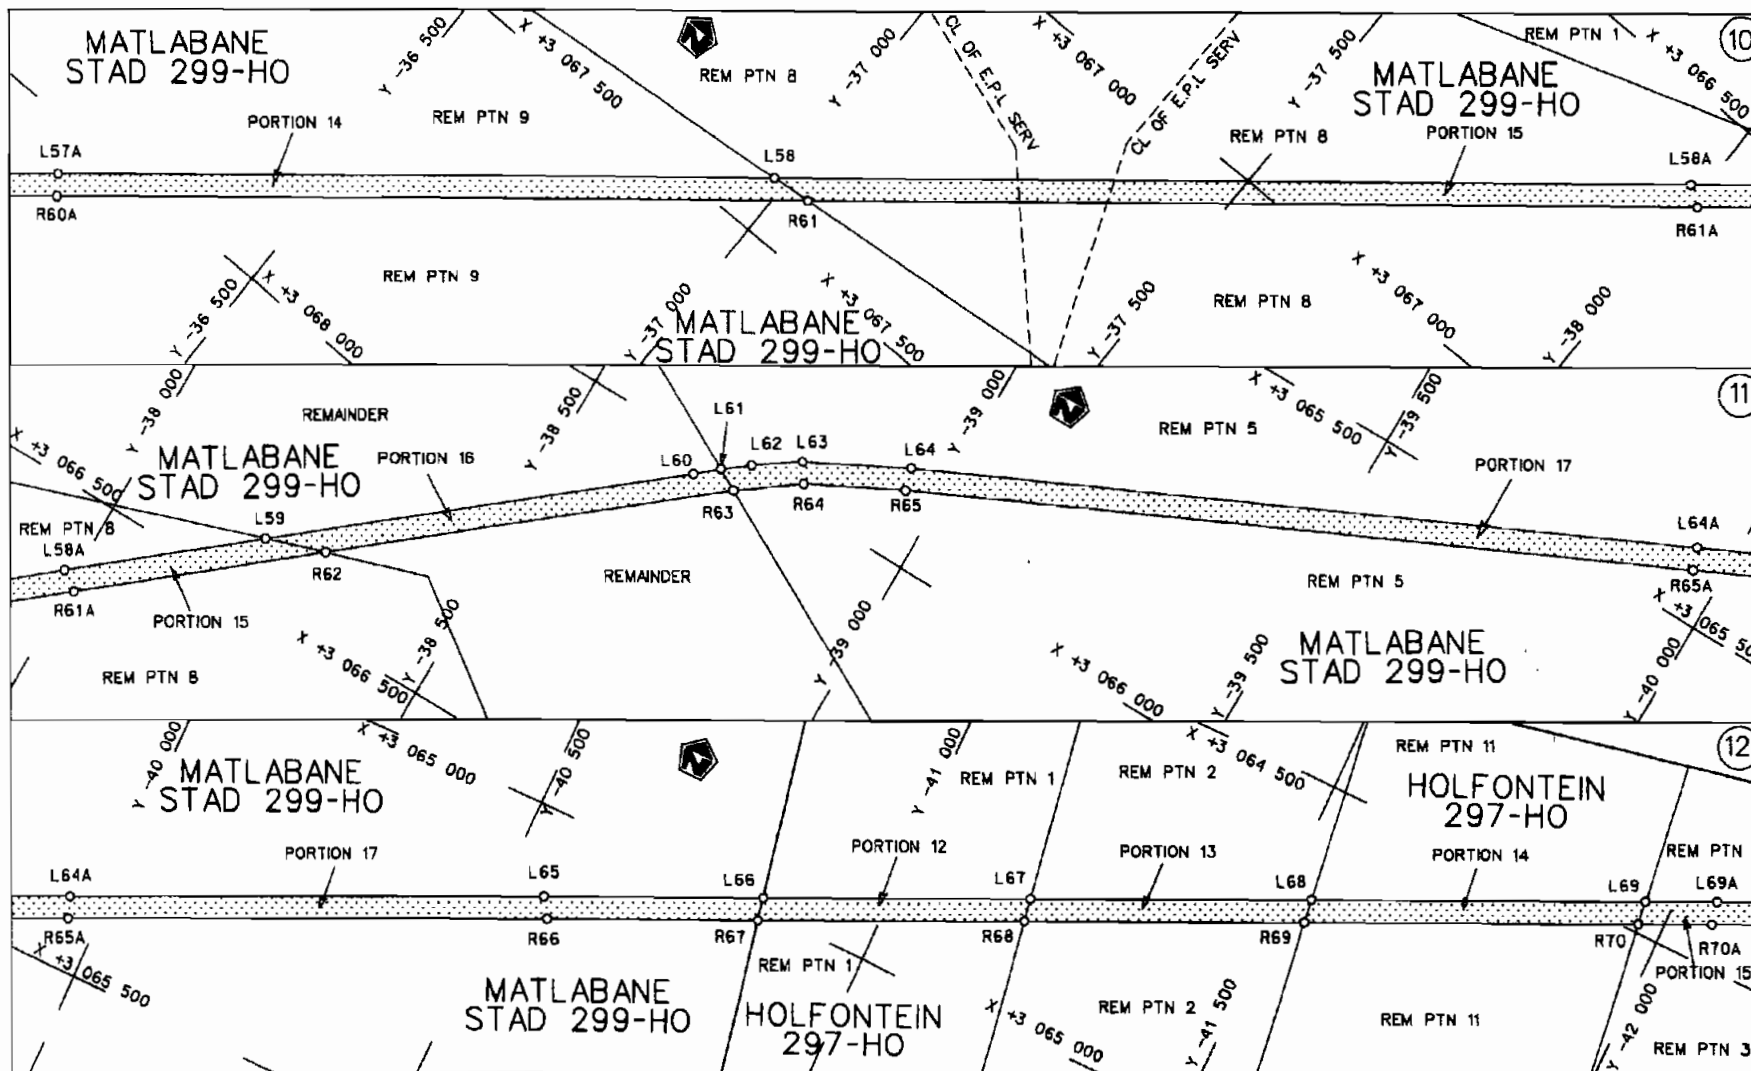 MATLABANE
STAD 299-HO
Y -36 500
X +3 067 500
REM PTN 8
Y -37 000
CL OF E.P.L SERV
X +3 067 000
CL OF E.P.L SERV
Y -37 500
REM PTN 1
X +3 066 500
10
MATLABANE
STAD 299-HO
PORTION 14
REM PTN 9
REM PTN 8
PORTION 15
L57A
L58
L58A
R60A
R61
R61A
REM PTN 9
REM PTN 8
Y -36 500
X +3 068 000
Y -37 000
MATLABANE
STAD 299-HO
X +3 067 500
Y -37 500
X +3 067 000
Y -38 000
11
Y -38 000
REMAINDER
Y -38 500
L61
Y -39 000
REM PTN 5
X +3 065 500
Y -39 500
X +3 066 500
MATLABANE
STAD 299-HO
PORTION 16
L60
L62
L63
L64
PORTION 17
REM PTN 8
L58A
L59
R63
R64
R65
L64A
R61A
R62
REMAINDER
REM PTN 5
R65A
PORTION 15
X +3 066 500
Y -38 500
Y -39 000
X +3 066 000
Y -39 500
MATLABANE
STAD 299-HO
Y -40 000
X +3 065
REM PTN 8
12
Y -40 000
MATLABANE
STAD 299-HO
X +3 065 000
Y -40 500
Y -41 000
REM PTN 1
REM PTN 2
X +3 064 500
REM PTN 11
HOLFONTEIN
297-HO
PORTION 17
PORTION 12
PORTION 13
PORTION 14
REM PTN
L64A
L65
L66
L67
L68
L69
L69A
R65A
R66
R67
R68
R69
R70
R70A
X +3 065 500
REM PTN 1
PORTION 15
MATLABANE
STAD 299-HO
HOLFONTEIN
297-HO
X +3 065 000
REM PTN 2
Y -41 500
REM PTN 11
Y -42 000
REM PTN 3